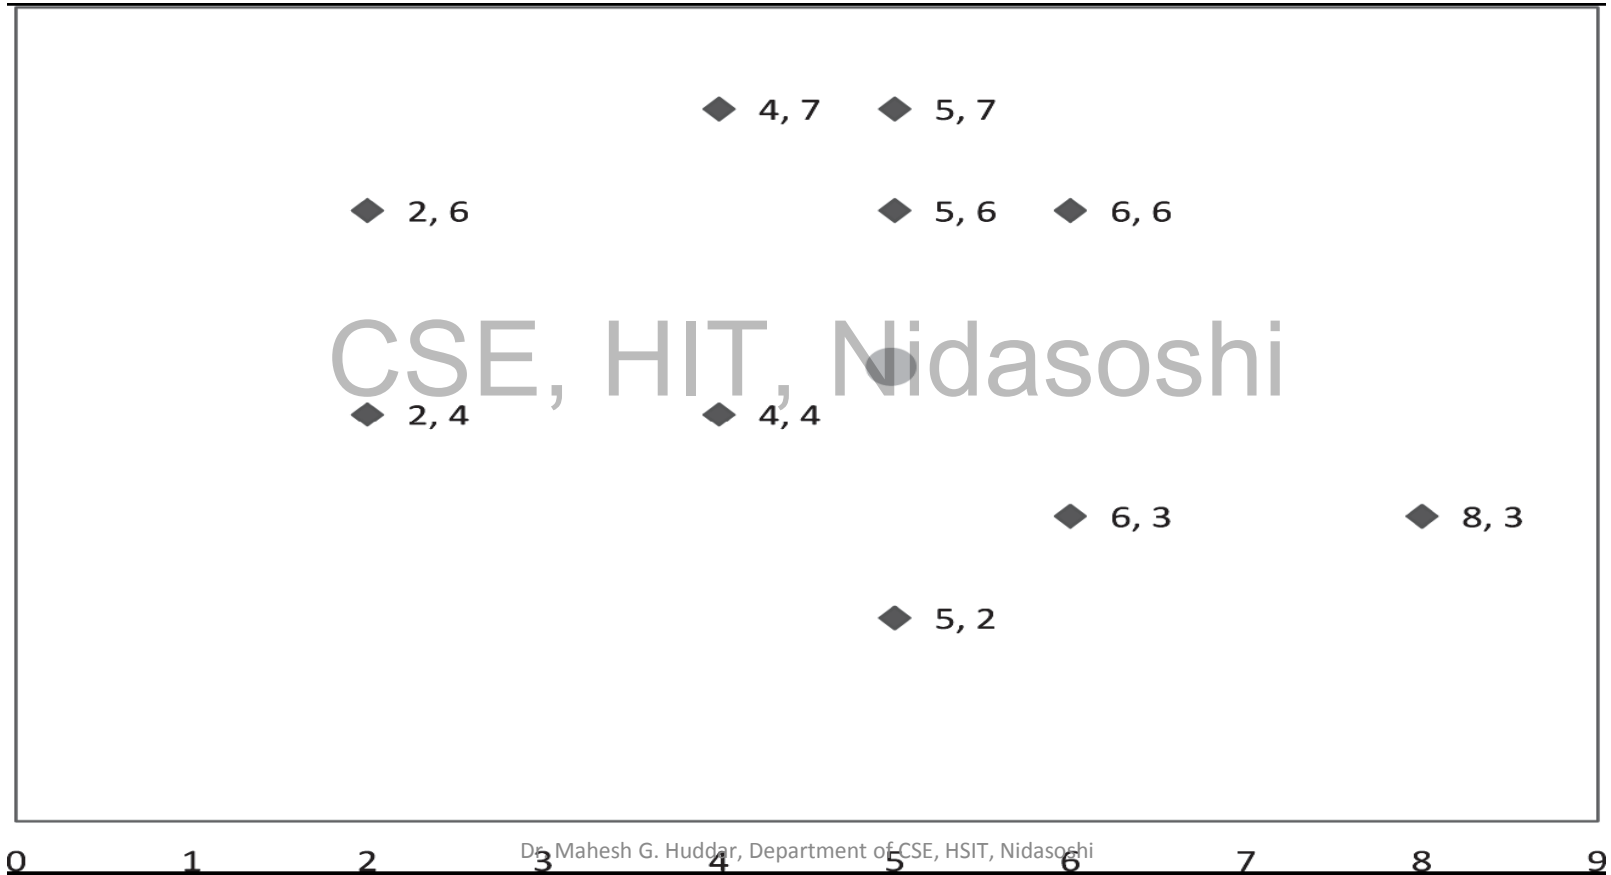 4, 7 5, 7
2, 6 5, 6 6, 6
CSE, HIT, Nidasoshi
2, 4 4, 4
6, 3 8, 3
5, 2
Dr. Mahesh G. Huddar, Department of CSE, HSIT, Nidasoshi
0 1 2 3 4 5 6 7 8 9